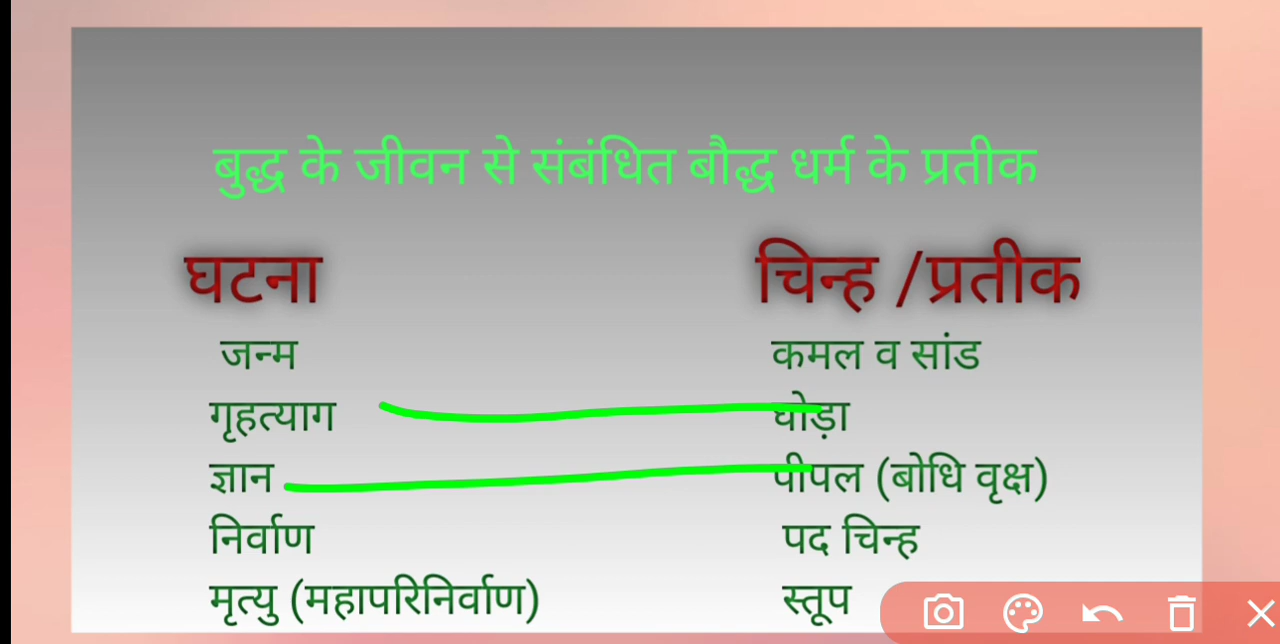 बुद्ध के जीवन से संबंधित बौद्ध धर्म के प्रतीक
घटना चिन्ह /प्रतीक
जन्म कमल व सांड
गृहत्याग घोड़ा
ज्ञान पीपल (बोधि वृक्ष)
निर्वाण पद चिन्ह
मृत्यु (महापरिनिर्वाण) स्तूप